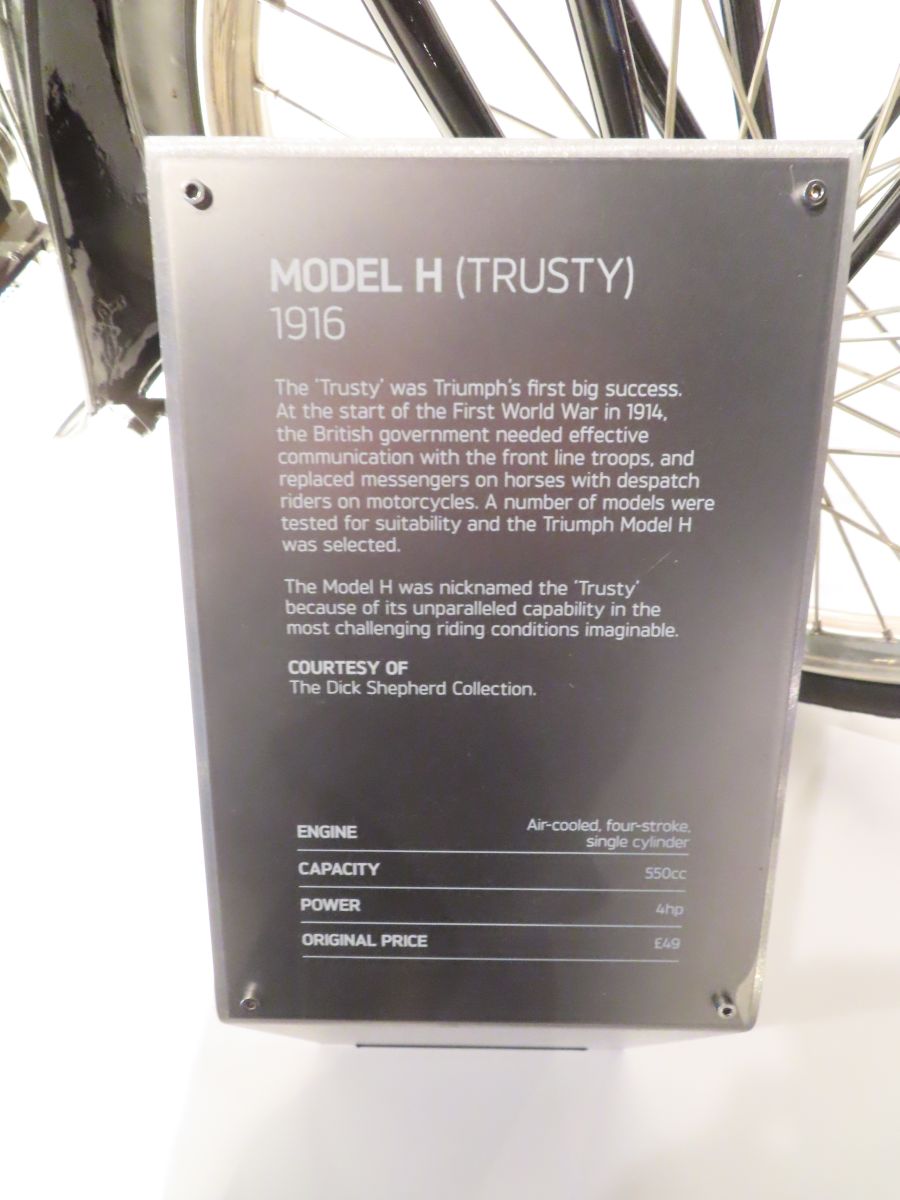 MODEL H (TRUSTY)
1916
The 'Trusty' was Triumph's first big success.
At the start of the First World War in 1914,
the British government needed effective
communication with the front line troops, and
replaced messengers on horses with despatch
riders on motorcycles. A number of models were
tested for suitability and the Triumph Model H
was selected.
The Model H was nicknamed the 'Trusty'
because of its unparalleled capability in the
most challenging riding conditions imaginable.
COURTESY OF
The Dick Shepherd Collection.
ENGINE Air-cooled, four-stroke,
single cylinder
CAPACITY 550cc
POWER 4hp
ORIGINAL PRICE £49